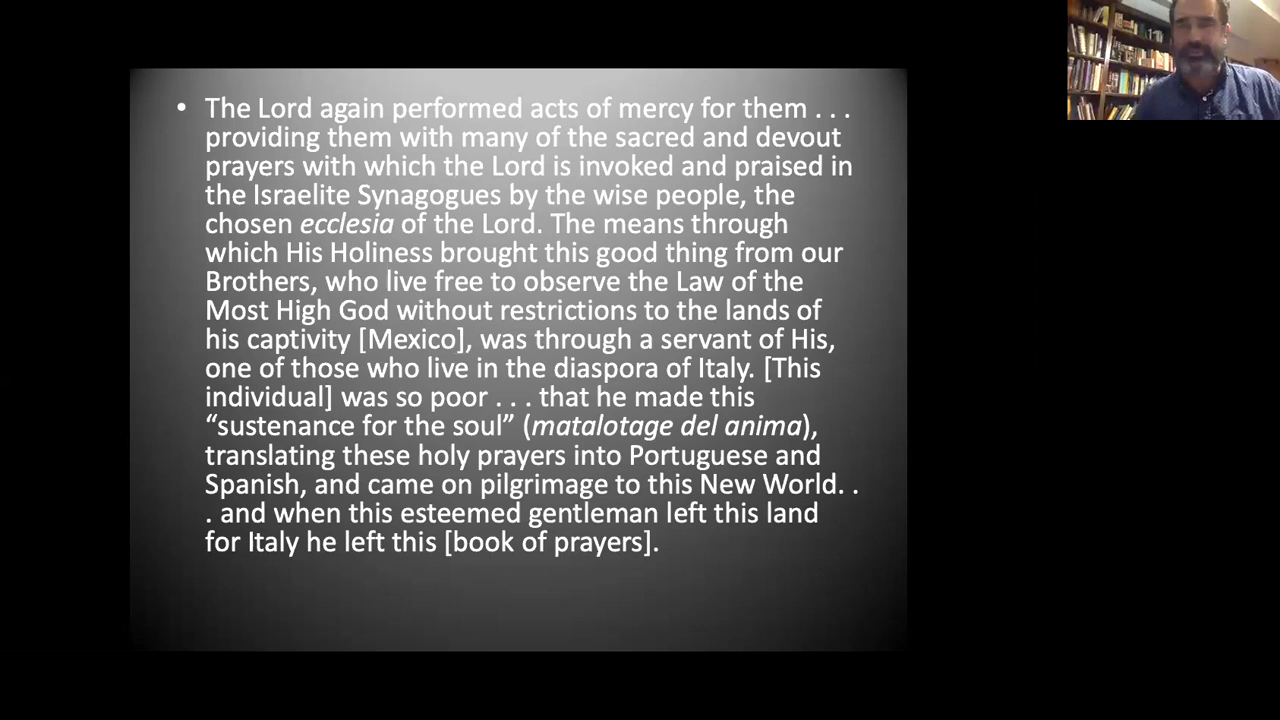 • The Lord again performed acts of mercy for them . . .
providing them with many of the sacred and devout
prayers with which the Lord is invoked and praised in
the Israelite Synagogues by the wise people, the
chosen ecclesia of the Lord. The means through
which His Holiness brought this good thing from our
Brothers, who live free to observe the Law of the
Most High God without restrictions to the lands of
his captivity [Mexico], was through a servant of His,
one of those who live in the diaspora of Italy. [This
individual] was so poor . . . that he made this
“sustenance for the soul” (matalotage del anima),
translating these holy prayers into Portuguese and
Spanish, and came on pilgrimage to this New World. .
. and when this esteemed gentleman left this land
for Italy he left this [book of prayers].